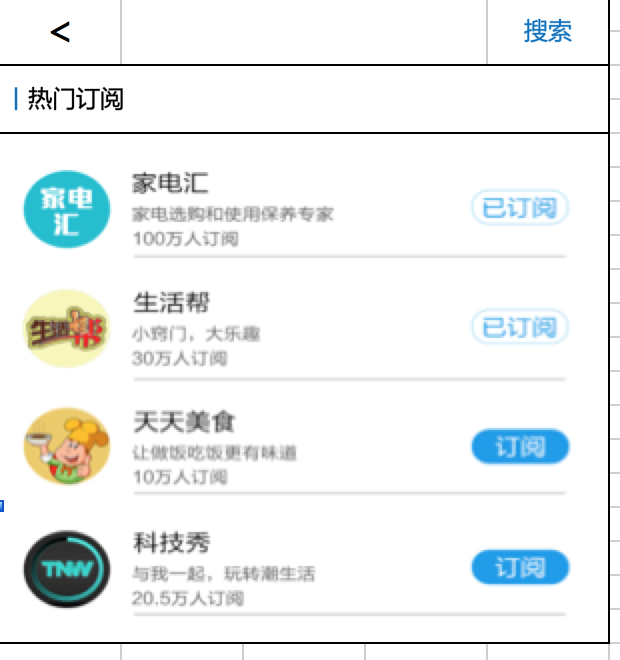 <
搜索
热门订阅
家电
汇
家电汇
家电选购和使用保养专家
100万人订阅
已订阅
生活帮
生活帮
小窍门，大乐趣
30万人订阅
已订阅
天天美食
让做饭吃饭更有味道
10万人订阅
订阅
TNW
科技秀
与我一起，玩转潮生活
20.5万人订阅
订阅